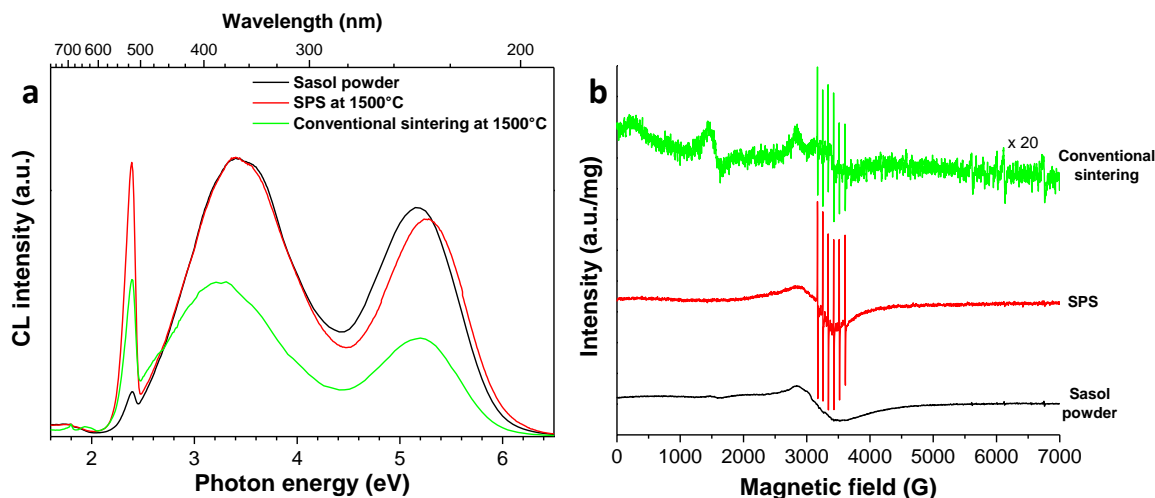 Wavelength (nm)
700 600 500 400 300 200
a
Sasol powder
SPS at 1500°C
Conventional sintering at 1500°C
CL intensity (a.u.)
2 3 4 5 6
Photon energy (eV)
b
x 20
Conventional
sintering
SPS
Sasol
powder
Intensity (a.u./mg)
0 1000 2000 3000 4000 5000 6000 7000
Magnetic field (G)